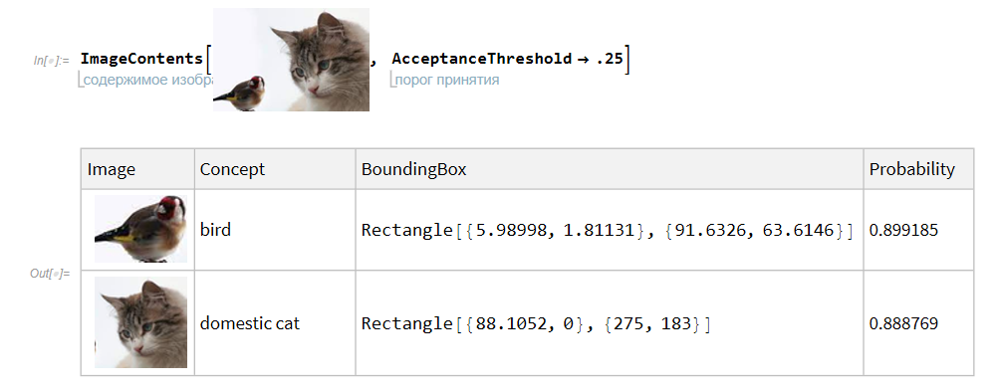 In[∘]:= ImageContents[ , AcceptanceThreshold → .25]
содержимое изобра порог принятия
Out[∘]=
Image Concept BoundingBox Probability
bird Rectangle[{5.98998, 1.81131}, {91.6326, 63.6146}] 0.899185
domestic cat Rectangle[{88.1052, 0}, {275, 183}] 0.888769